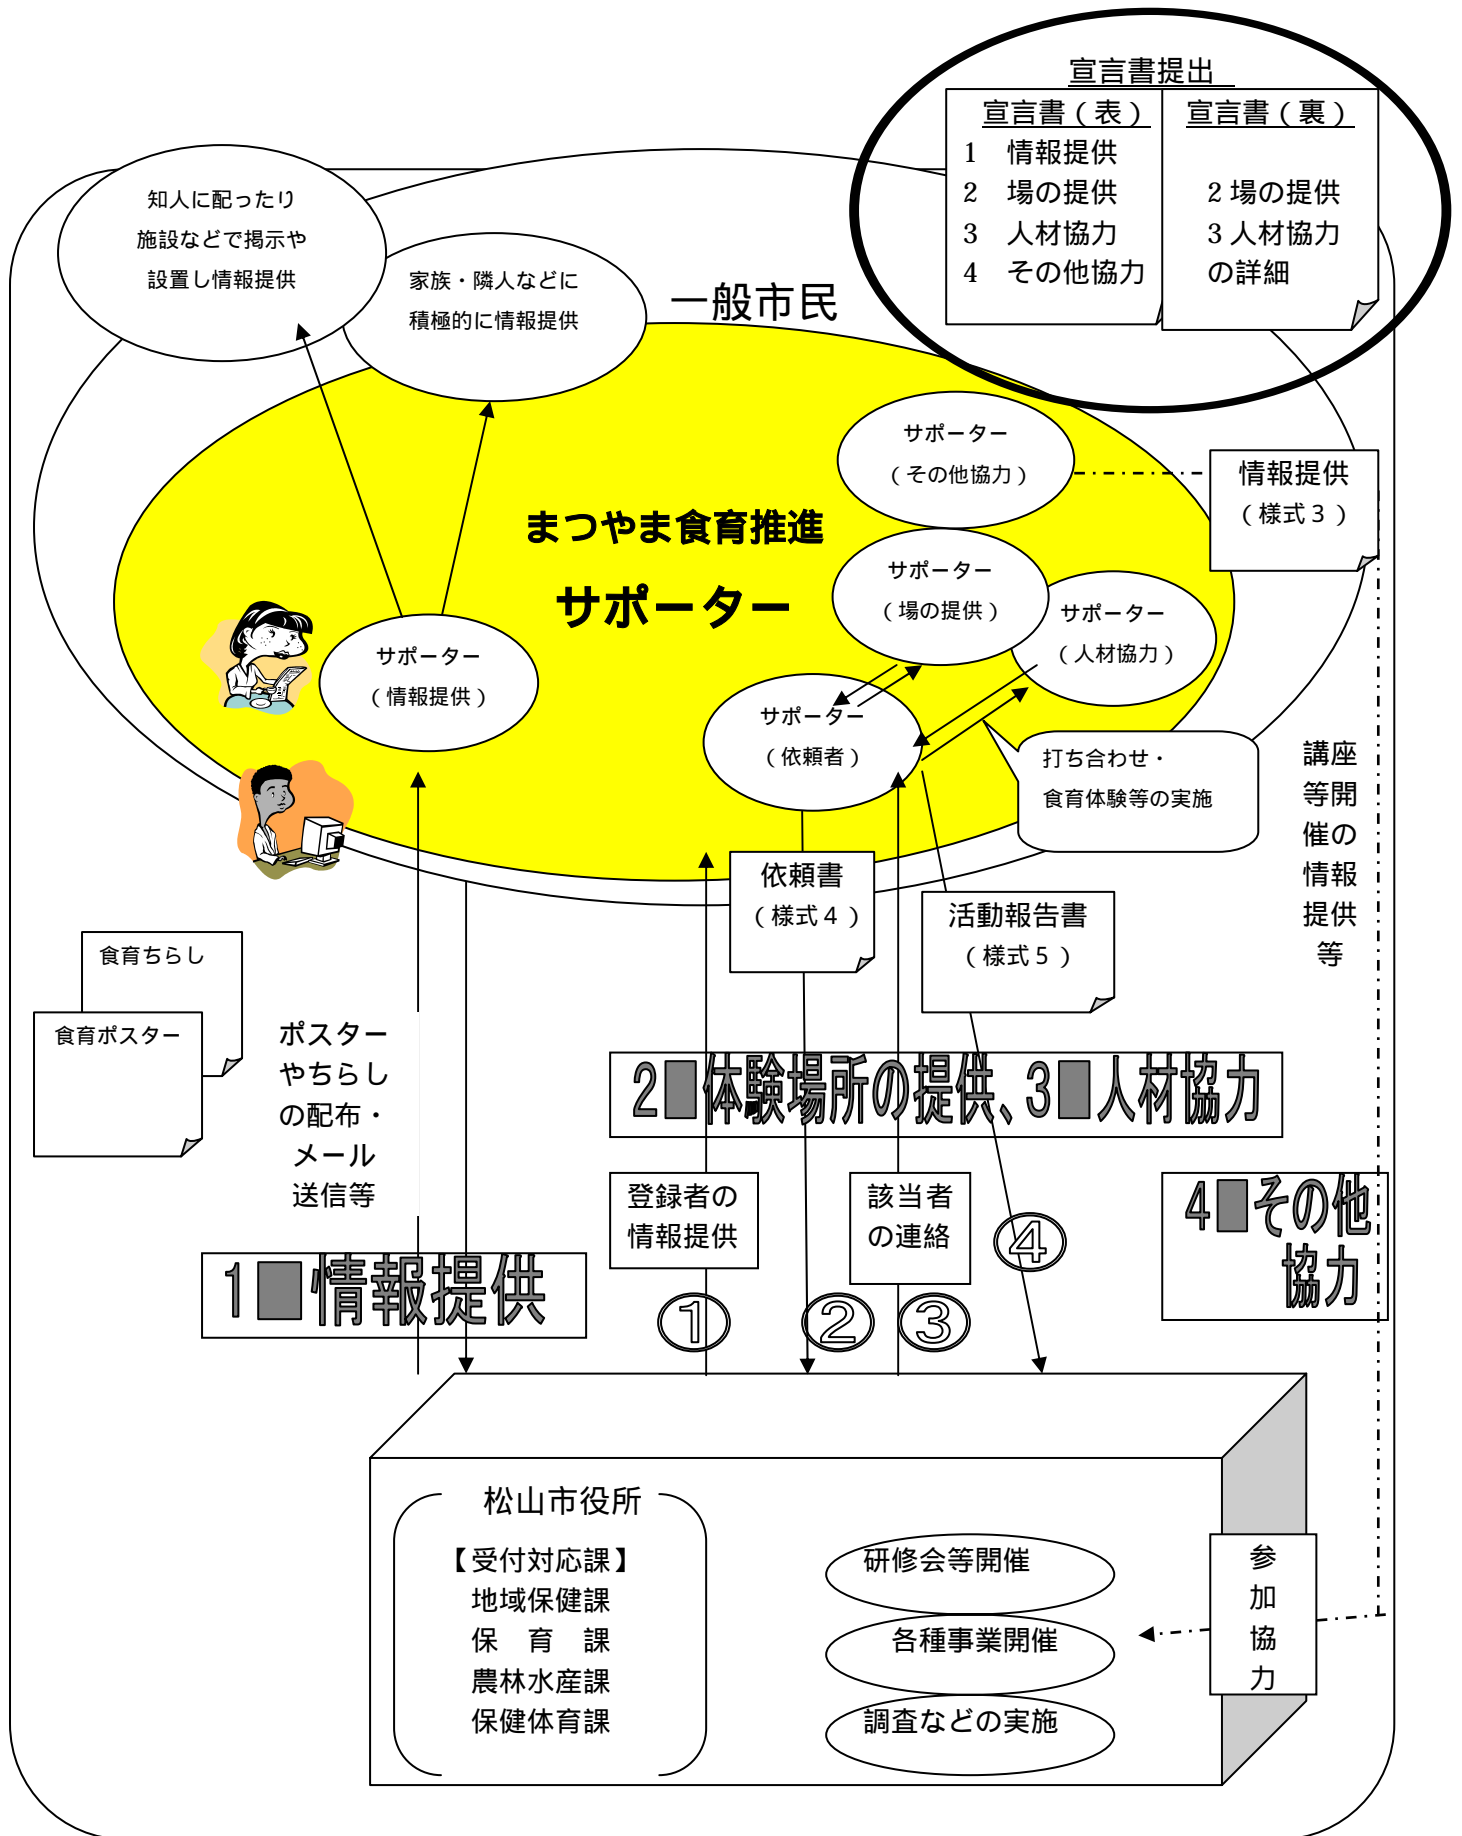 宣言書提出
宣言書（表）
1　情報提供
2　場の提供
3　人材協力
4　その他協力
宣言書（裏）
2 場の提供
3 人材協力
の詳細
知人に配ったり
施設などで掲示や
設置し情報提供
家族・隣人などに
積極的に情報提供
一般市民
サポーター
（その他協力）
情報提供
（様式３）
まつやま食育推進
サポーター
サポーター
（場の提供）
サポーター
（人材協力）
サポーター
（情報提供）
サポーター
（依頼者）
打ち合わせ・
食育体験等の実施
講座
等開
催の
情報
提供
等
依頼書
（様式４）
活動報告書
（様式５）
食育ちらし
食育ポスター
ポスター
やちらし
の配布・
メール
送信等
2■体験場所の提供、3■人材協力
登録者の
情報提供
該当者
の連絡
④
4■その他
協力
1■情報提供
①
②
③
松山市役所
【受付対応課】
地域保健課
保　育　課
農林水産課
保健体育課
研修会等開催
各種事業開催
調査などの実施
参
加
協
力